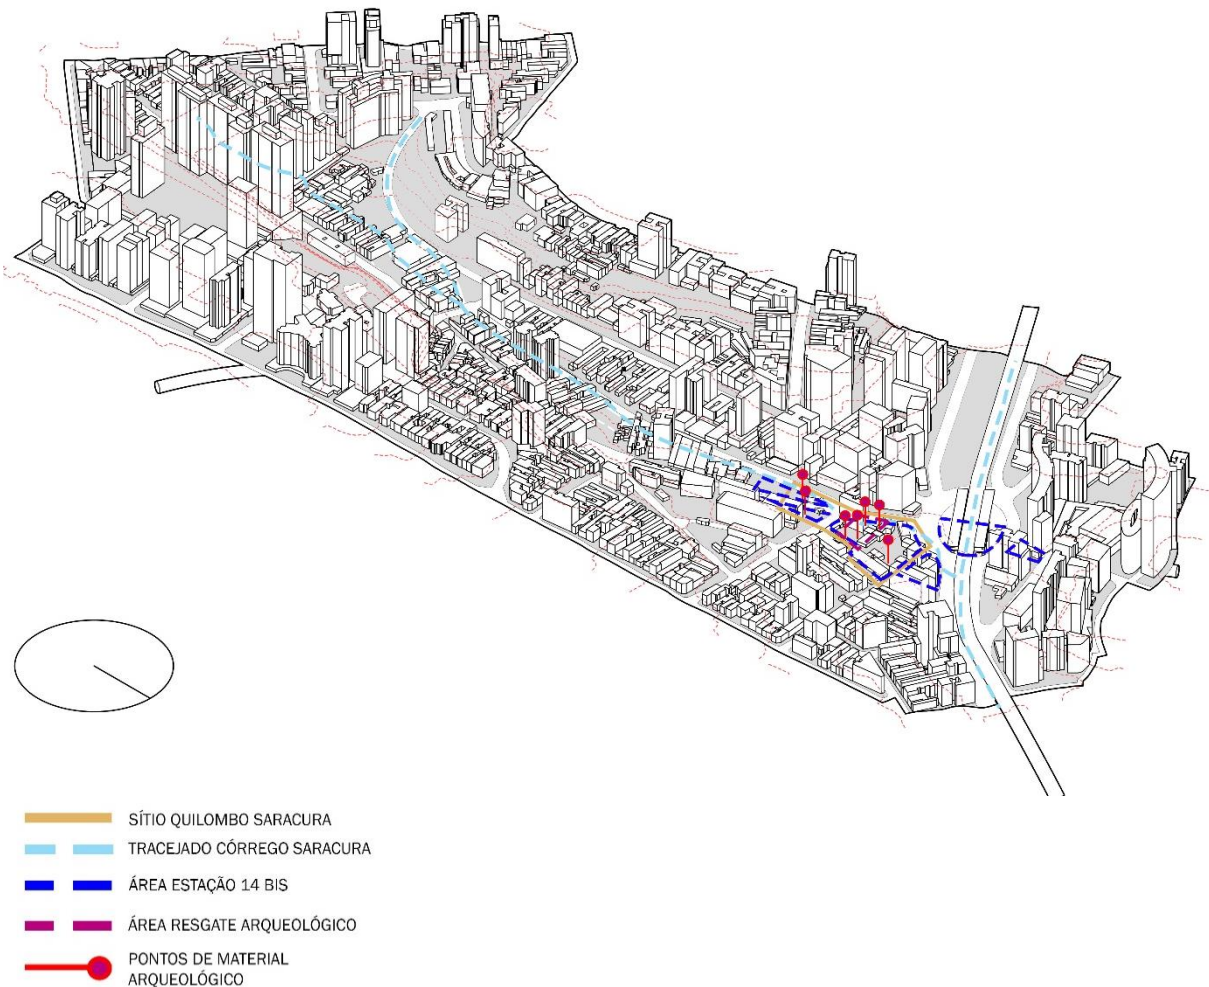 SÍTIO QUILOMBO SARACURA
TRACEJADO CÓRREGO SARACURA
ÁREA ESTAÇÃO 14 BIS
ÁREA RESGATE ARQUEOLÓGICO
PONTOS DE MATERIAL
ARQUEOLÓGICO